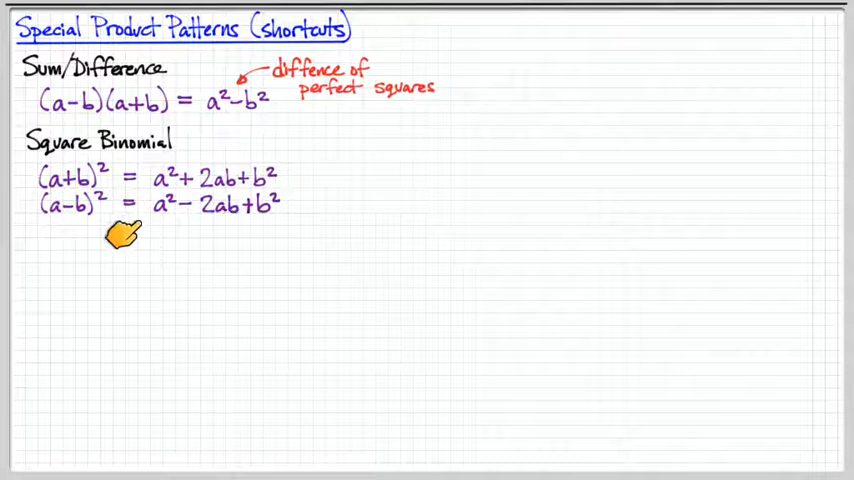 Special Product Patterns (shortcuts)
Sum/Difference
diffence of
perfect squares
(a-b)(a+b) = a²-b²
Square Binomial
(a+b)² = a²+ 2ab+b²
(a-b)² = a²- 2ab+b²